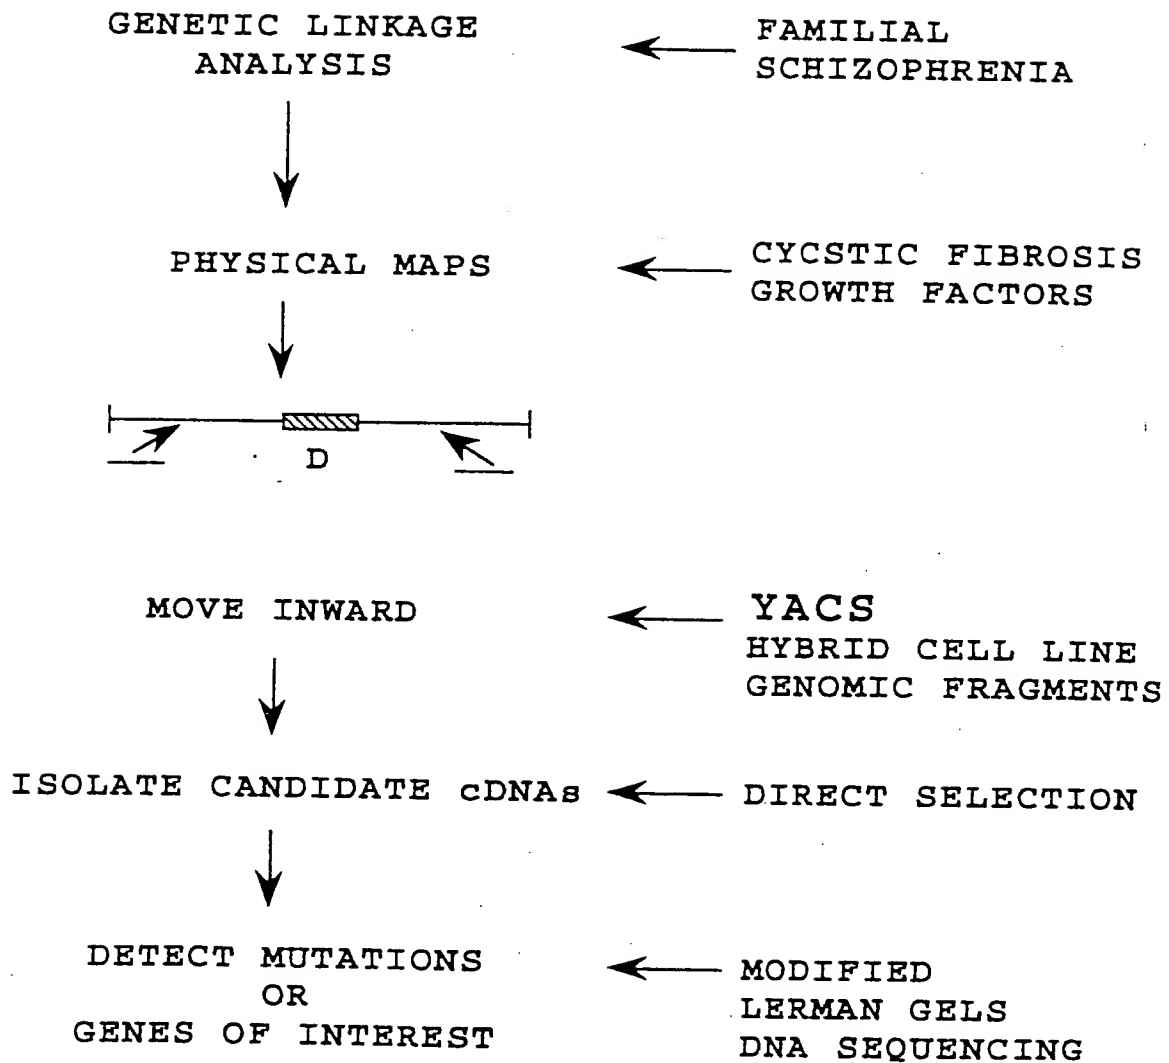 GENETIC LINKAGE
ANALYSIS
FAMILIAL
SCHIZOPHRENIA
PHYSICAL MAPS
CYCSTIC FIBROSIS
GROWTH FACTORS
D
MOVE INWARD
YACS
HYBRID CELL LINE
GENOMIC FRAGMENTS
ISOLATE CANDIDATE cDNAs
DIRECT SELECTION
DETECT MUTATIONS
OR
GENES OF INTEREST
MODIFIED
LERMAN GELS
DNA SEQUENCING